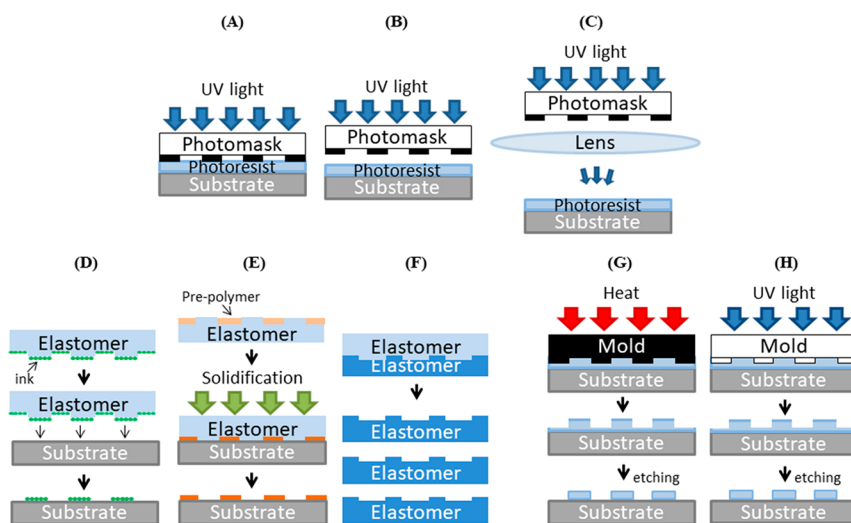 (A)
UV light
Photomask
Photoresist
Substrate
(B)
UV light
Photomask
Photoresist
Substrate
(C)
UV light
Photomask
Lens
Photoresist
Substrate
(D)
Elastomer
ink
Elastomer
Substrate
Substrate
(E)
Pre-polymer
Elastomer
Solidification
Elastomer
Substrate
Substrate
(F)
Elastomer
Elastomer
Elastomer
Elastomer
Elastomer
(G)
Heat
Mold
Substrate
Substrate
etching
Substrate
(H)
UV light
Mold
Substrate
Substrate
etching
Substrate